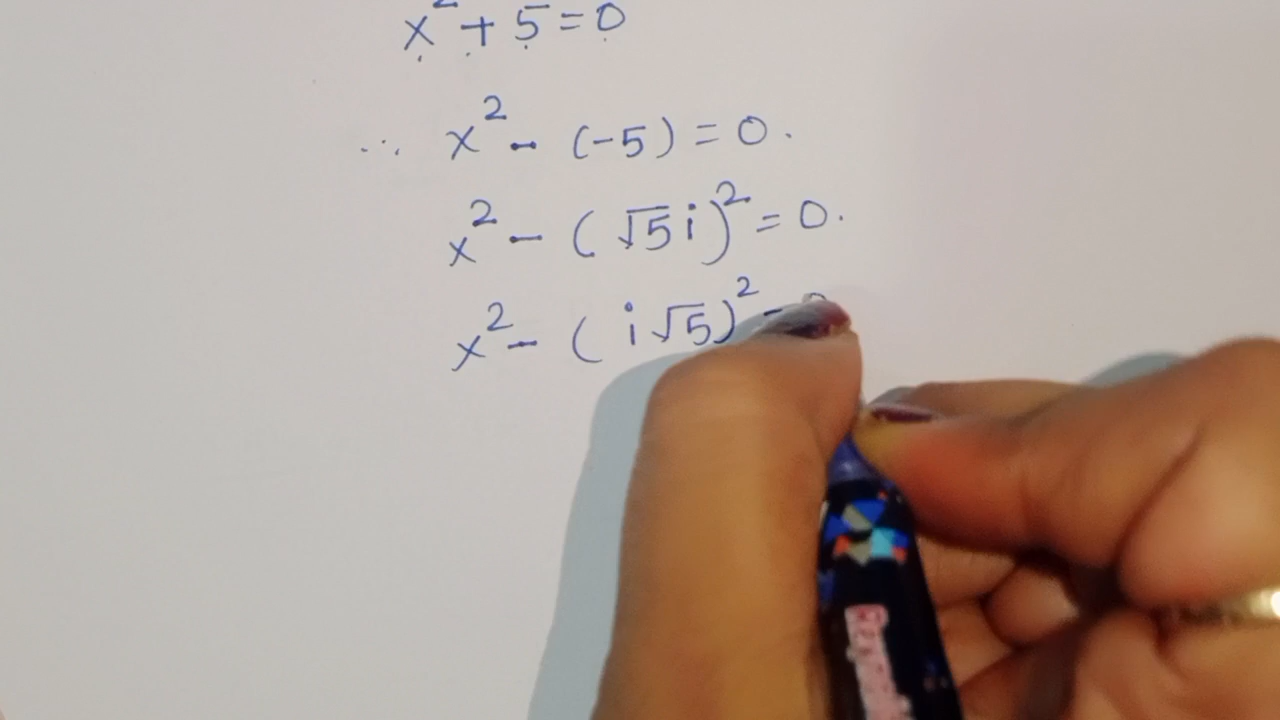 x² + 5 = 0
∴ x² - (-5) = 0.
x² - (√5 i)² = 0.
x² - (i√5)² =